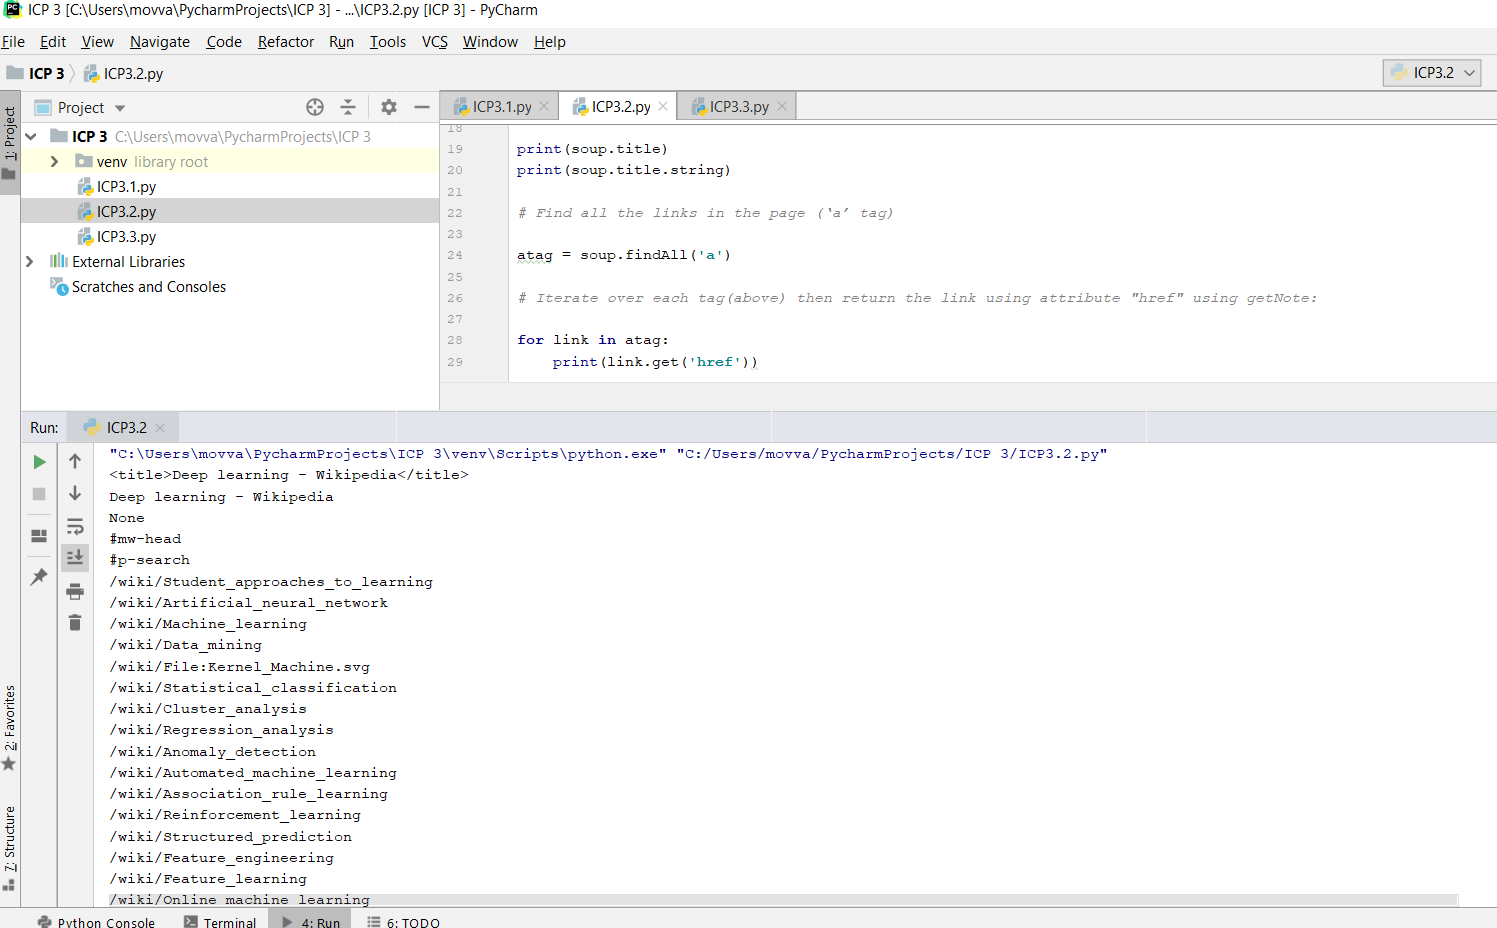 ICP 3 [C:\Users\movva\PycharmProjects\ICP 3] - ...\ICP3.2.py [ICP 3] - PyCharm
File Edit View Navigate Code Refactor Run Tools VCS Window Help
ICP 3 ICP3.2.py ICP3.2
1: Project
Project
ICP3.1.py ICP3.2.py ICP3.3.py
ICP 3 C:\Users\movva\PycharmProjects\ICP 3
venv library root
ICP3.1.py
ICP3.2.py
ICP3.3.py
External Libraries
Scratches and Consoles
18
19 print(soup.title)
20 print(soup.title.string)
21
22 # Find all the links in the page (‘a’ tag)
23
24 atag = soup.findAll('a')
25
26 # Iterate over each tag(above) then return the link using attribute "href" using getNote:
27
28 for link in atag:
29 print(link.get('href'))
Run: ICP3.2
"C:\Users\movva\PycharmProjects\ICP 3\venv\Scripts\python.exe" "C:/Users/movva/PycharmProjects/ICP 3/ICP3.2.py"
<title>Deep learning - Wikipedia</title>
Deep learning - Wikipedia
None
#mw-head
#p-search
/wiki/Student_approaches_to_learning
/wiki/Artificial_neural_network
/wiki/Machine_learning
/wiki/Data_mining
/wiki/File:Kernel_Machine.svg
/wiki/Statistical_classification
/wiki/Cluster_analysis
/wiki/Regression_analysis
/wiki/Anomaly_detection
/wiki/Automated_machine_learning
/wiki/Association_rule_learning
/wiki/Reinforcement_learning
/wiki/Structured_prediction
/wiki/Feature_engineering
/wiki/Feature_learning
/wiki/Online_machine_learning
2: Favorites
7: Structure
Python Console Terminal 4: Run 6: TODO